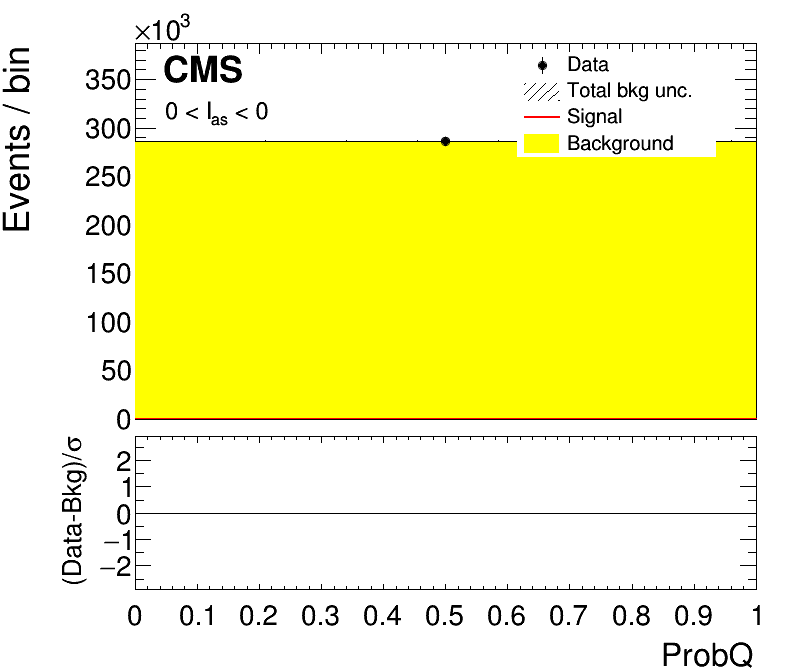 ×10³
Events / bin
350
300
250
200
150
100
50
0
CMS
0 < I_as < 0
Data
Total bkg unc.
Signal
Background
(Data-Bkg)/σ
2
1
0
−1
−2
0 0.1 0.2 0.3 0.4 0.5 0.6 0.7 0.8 0.9 1
ProbQ